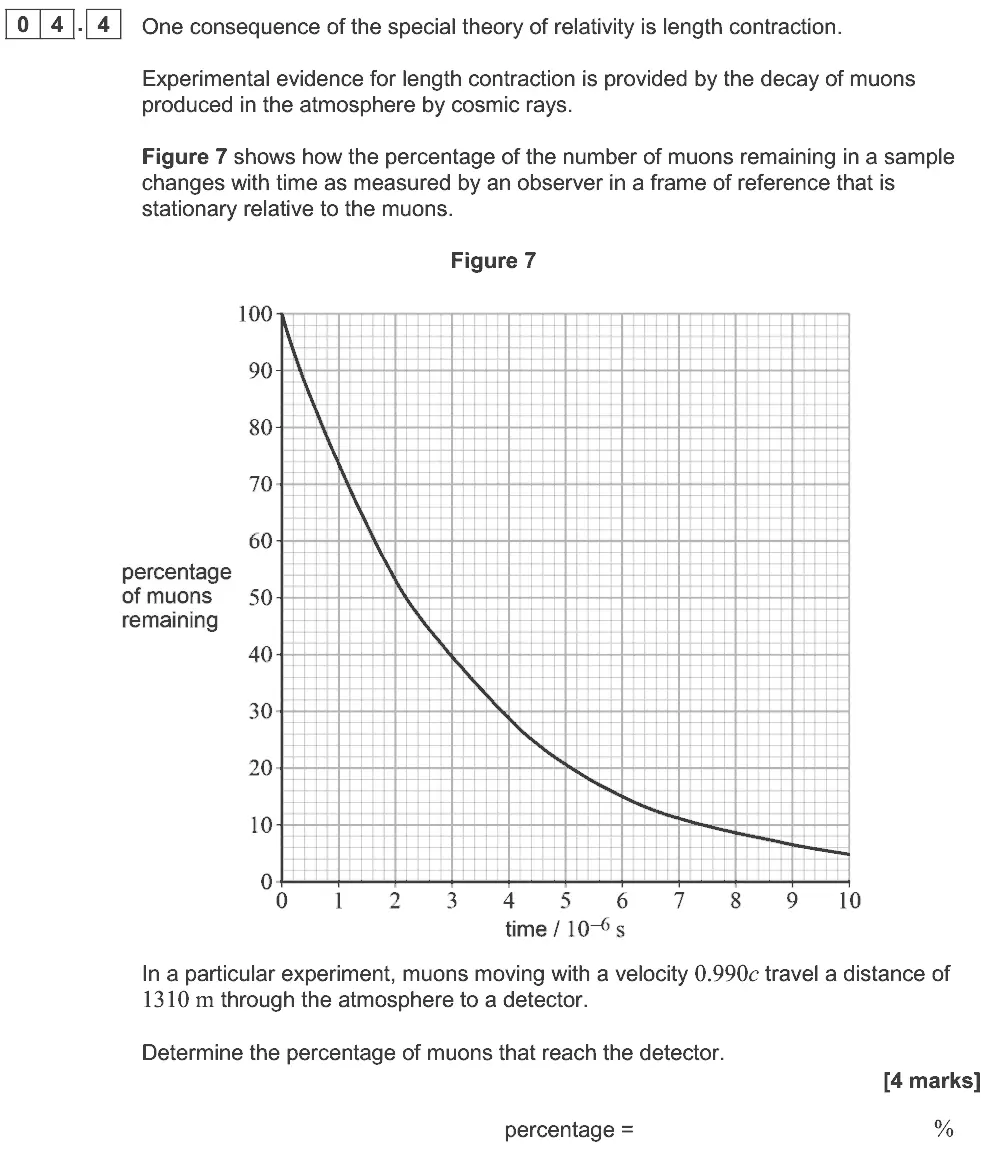 0 4 . 4 One consequence of the special theory of relativity is length contraction.
Experimental evidence for length contraction is provided by the decay of muons
produced in the atmosphere by cosmic rays.
Figure 7 shows how the percentage of the number of muons remaining in a sample
changes with time as measured by an observer in a frame of reference that is
stationary relative to the muons.
Figure 7
100
90
80
70
60
percentage
of muons
remaining
50
40
30
20
10
0
0 1 2 3 4 5 6 7 8 9 10
time / 10⁻⁶ s
In a particular experiment, muons moving with a velocity 0.990c travel a distance of
1310 m through the atmosphere to a detector.
Determine the percentage of muons that reach the detector.
[4 marks]
percentage = %